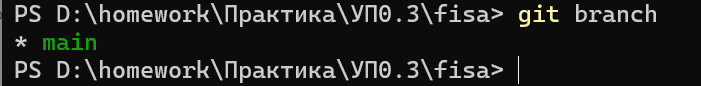 PS D:\homework\Практика\УП0.3\fisa> git branch
* main
PS D:\homework\Практика\УП0.3\fisa>